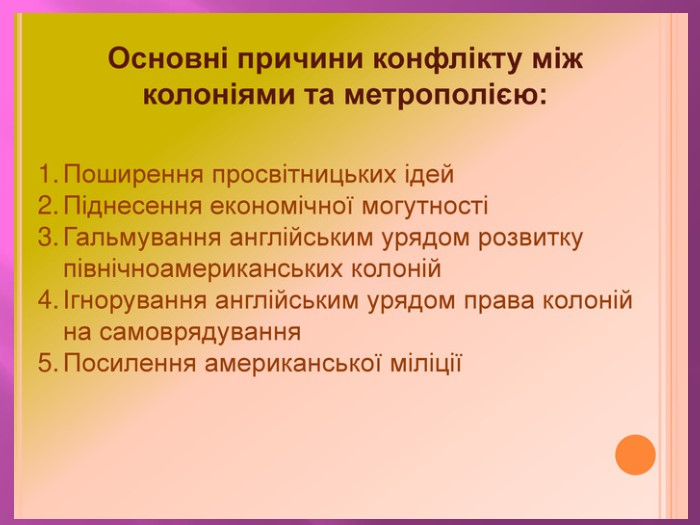 Основні причини конфлікту між
колоніями та метрополією:
1. Поширення просвітницьких ідей
2. Піднесення економічної могутності
3. Гальмування англійським урядом розвитку
північноамериканських колоній
4. Ігнорування англійським урядом права колоній
на самоврядування
5. Посилення американської міліції